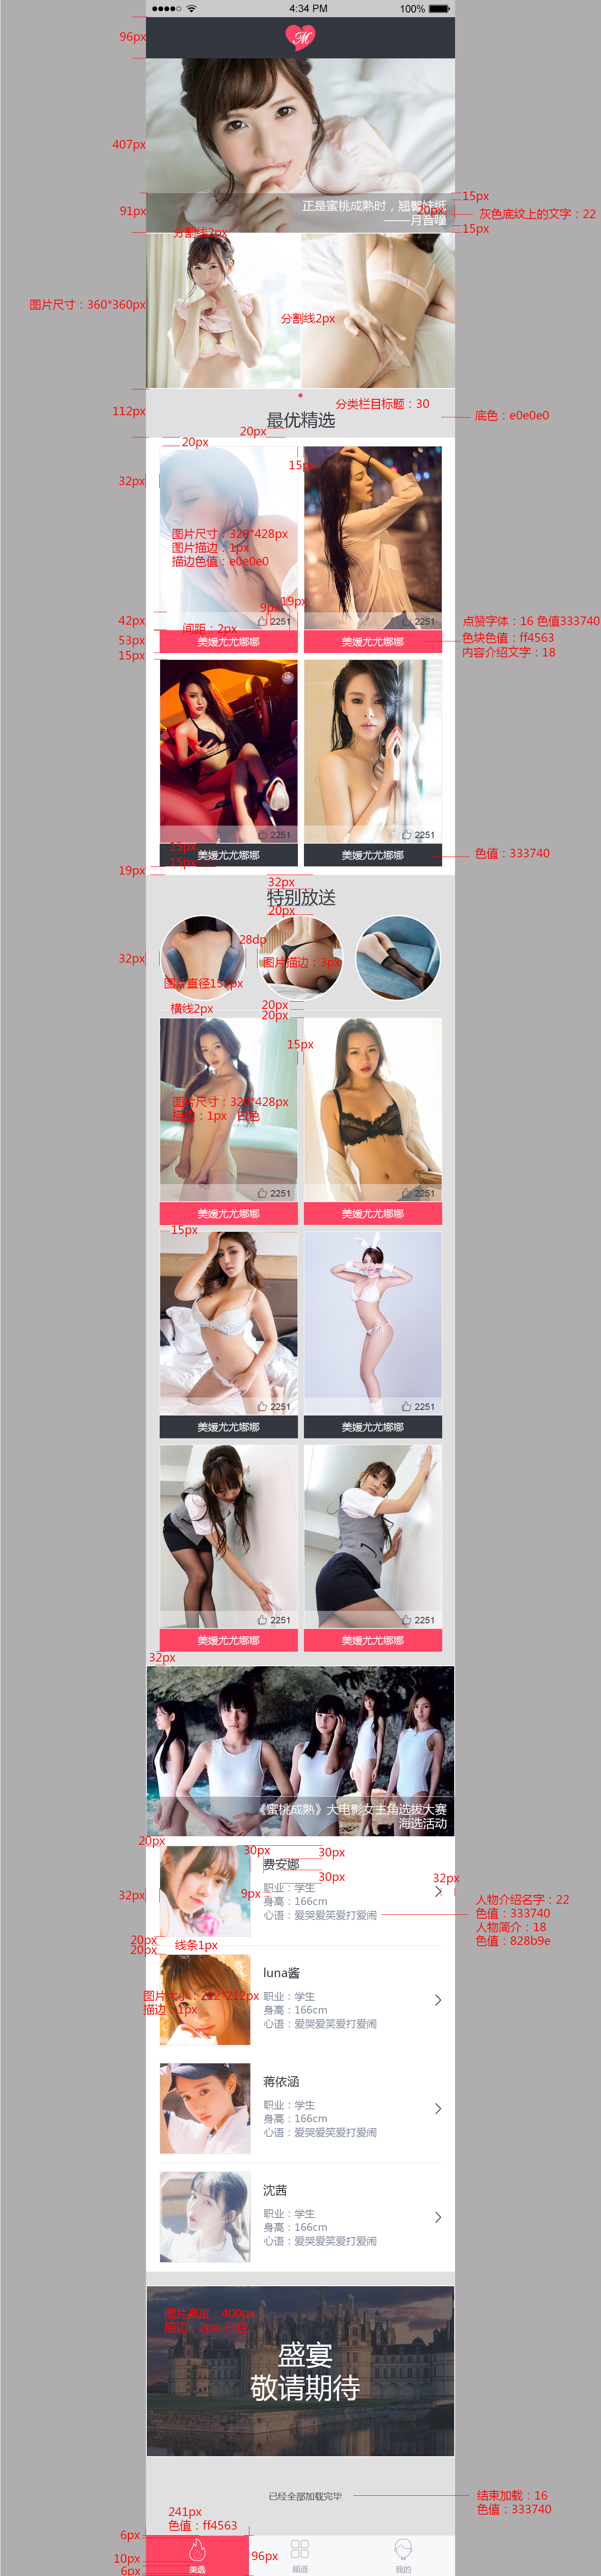 4:34 PM
100%
M
96px
407px
正是蜜桃成熟时，翘臀妹纸
——月音瞳
91px
20px
15px
灰色底纹上的文字：22
15px
分割线2px
图片尺寸：360*360px
分割线2px
112px
分类栏目标题：30
底色：e0e0e0
最优精选
20px
20px
15px
32px
图片尺寸：320*428px
图片描边：1px
描边色值：e0e0e0
19px
9px
42px
2251
2251
点赞字体：16 色值333740
间距：2px
53px
美媛尤尤娜娜
美媛尤尤娜娜
色块色值：ff4563
内容介绍文字：18
15px
2251
2251
15px
美媛尤尤娜娜
美媛尤尤娜娜
色值：333740
15px
19px
32px
特别放送
20px
28dp
32px
图片描边：3px
横线2px
20px
20px
15px
图片尺寸：320*428px
描边：1px 白色
2251
2251
美媛尤尤娜娜
美媛尤尤娜娜
15px
2251
2251
美媛尤尤娜娜
美媛尤尤娜娜
2251
2251
美媛尤尤娜娜
美媛尤尤娜娜
32px
《蜜桃成熟》大电影女主角选拔大赛
海选活动
20px
30px
30px
费安娜
30px
32px
32px
9px
职业：学生
身高：166cm
心语：爱哭爱笑爱打爱闹
人物介绍名字：22
色值：333740
人物简介：18
色值：828b9e
20px
线条1px
20px
luna酱
图片大小：212*212px
描边：1px
职业：学生
身高：166cm
心语：爱哭爱笑爱打爱闹
蒋依涵
职业：学生
身高：166cm
心语：爱哭爱笑爱打爱闹
沈茜
职业：学生
身高：166cm
心语：爱哭爱笑爱打爱闹
图片高度：400px
描边：2px 白色
盛宴
敬请期待
已经全部加载完毕
结束加载：16
色值：333740
241px
色值：ff4563
6px
96px
10px
6px
美选
频道
我的